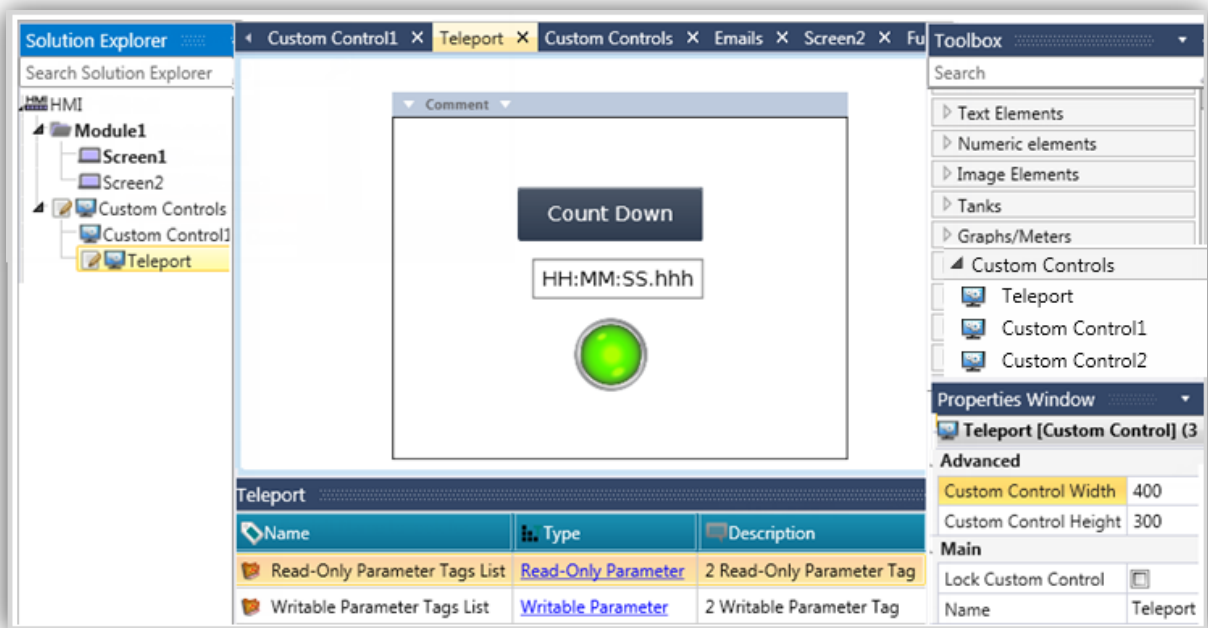 Solution Explorer
Search Solution Explorer
HMI HMI
Module1
Screen1
Screen2
Custom Controls
Custom Control1
Teleport
Custom Control1 Teleport Custom Controls Emails Screen2 Fu
Comment
Count Down
HH:MM:SS.hhh
Teleport
Name Type Description
Read-Only Parameter Tags List Read-Only Parameter 2 Read-Only Parameter Tag
Writable Parameter Tags List Writable Parameter 2 Writable Parameter Tag
Toolbox
Search
Text Elements
Numeric elements
Image Elements
Tanks
Graphs/Meters
Custom Controls
Teleport
Custom Control1
Custom Control2
Properties Window
Teleport [Custom Control] (3
Advanced
Custom Control Width 400
Custom Control Height 300
Main
Lock Custom Control
Name Teleport